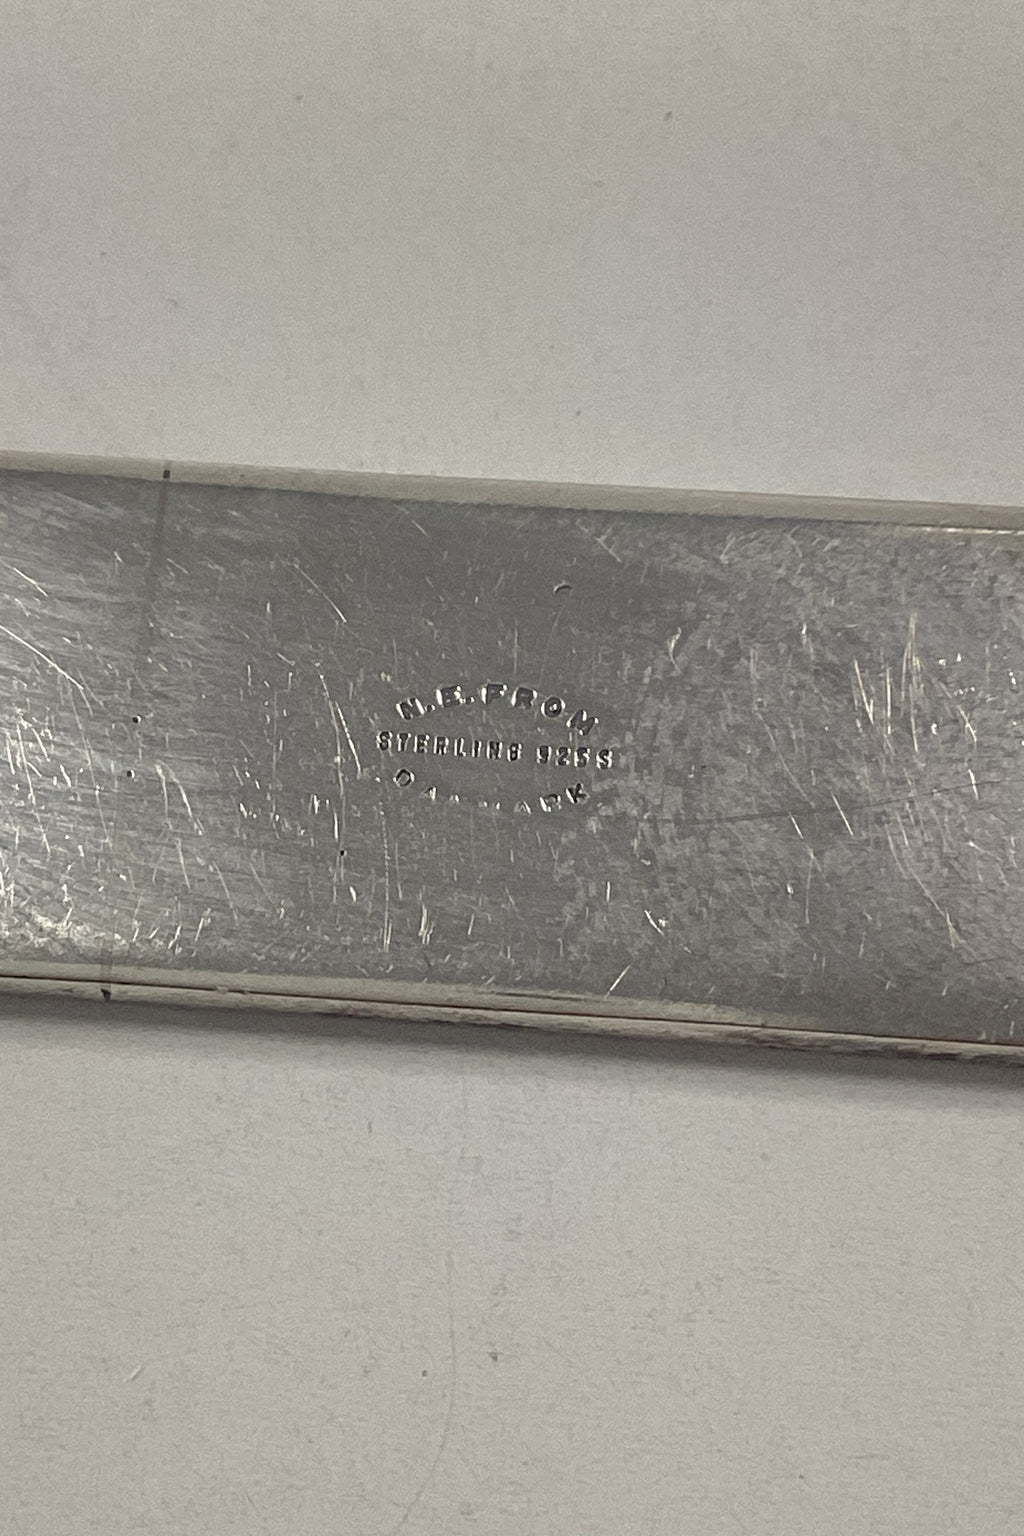 N.E.FROM
STERLING 925S
DANMARK